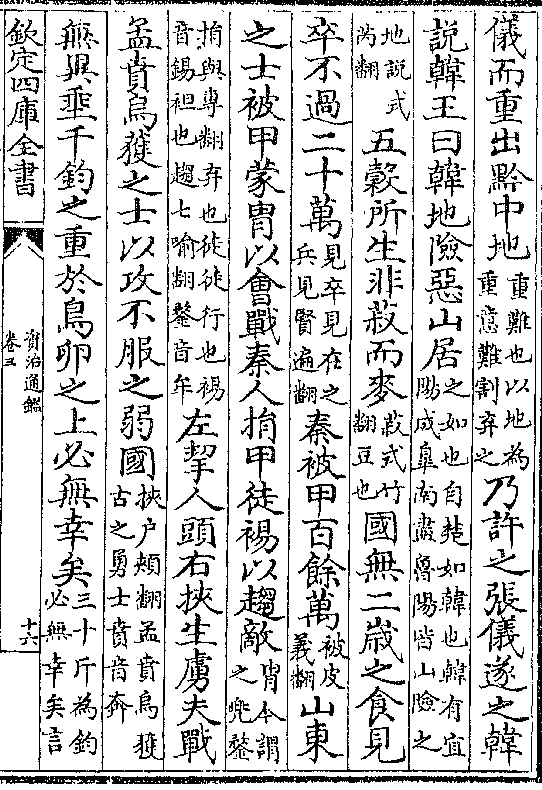 儀而重出黔中地重難也以地為重意難割弃之乃許之張儀遂之韓
説韓王曰韓地險惡山居之如也自楚如韓也韓有宜陽成臯南盡魯陽皆山險之
地説式芮翻五穀所生非菽而麥菽式竹翻豆也國無二歲之食見
卒不過二十萬見卒見在之兵見賢遍翻秦被甲百餘萬被皮義翻山東
之士被甲蒙胄以會戰秦人捐甲徒裼以趨敵胄今謂之兜鍪
捐與專翻弃也徒徒行也裼音錫袒也趨七喻翻鍪音牟左挈人頭右挾生虜夫戰
孟賁烏獲之士以攻不服之弱國挾户頰翻孟賁烏獲古之勇士賁音奔
無異垂千鈞之重於鳥卵之上必無幸矣三十斤為鈞必無幸矣言
欽定四庫全書
資治通鑑
卷三
十六